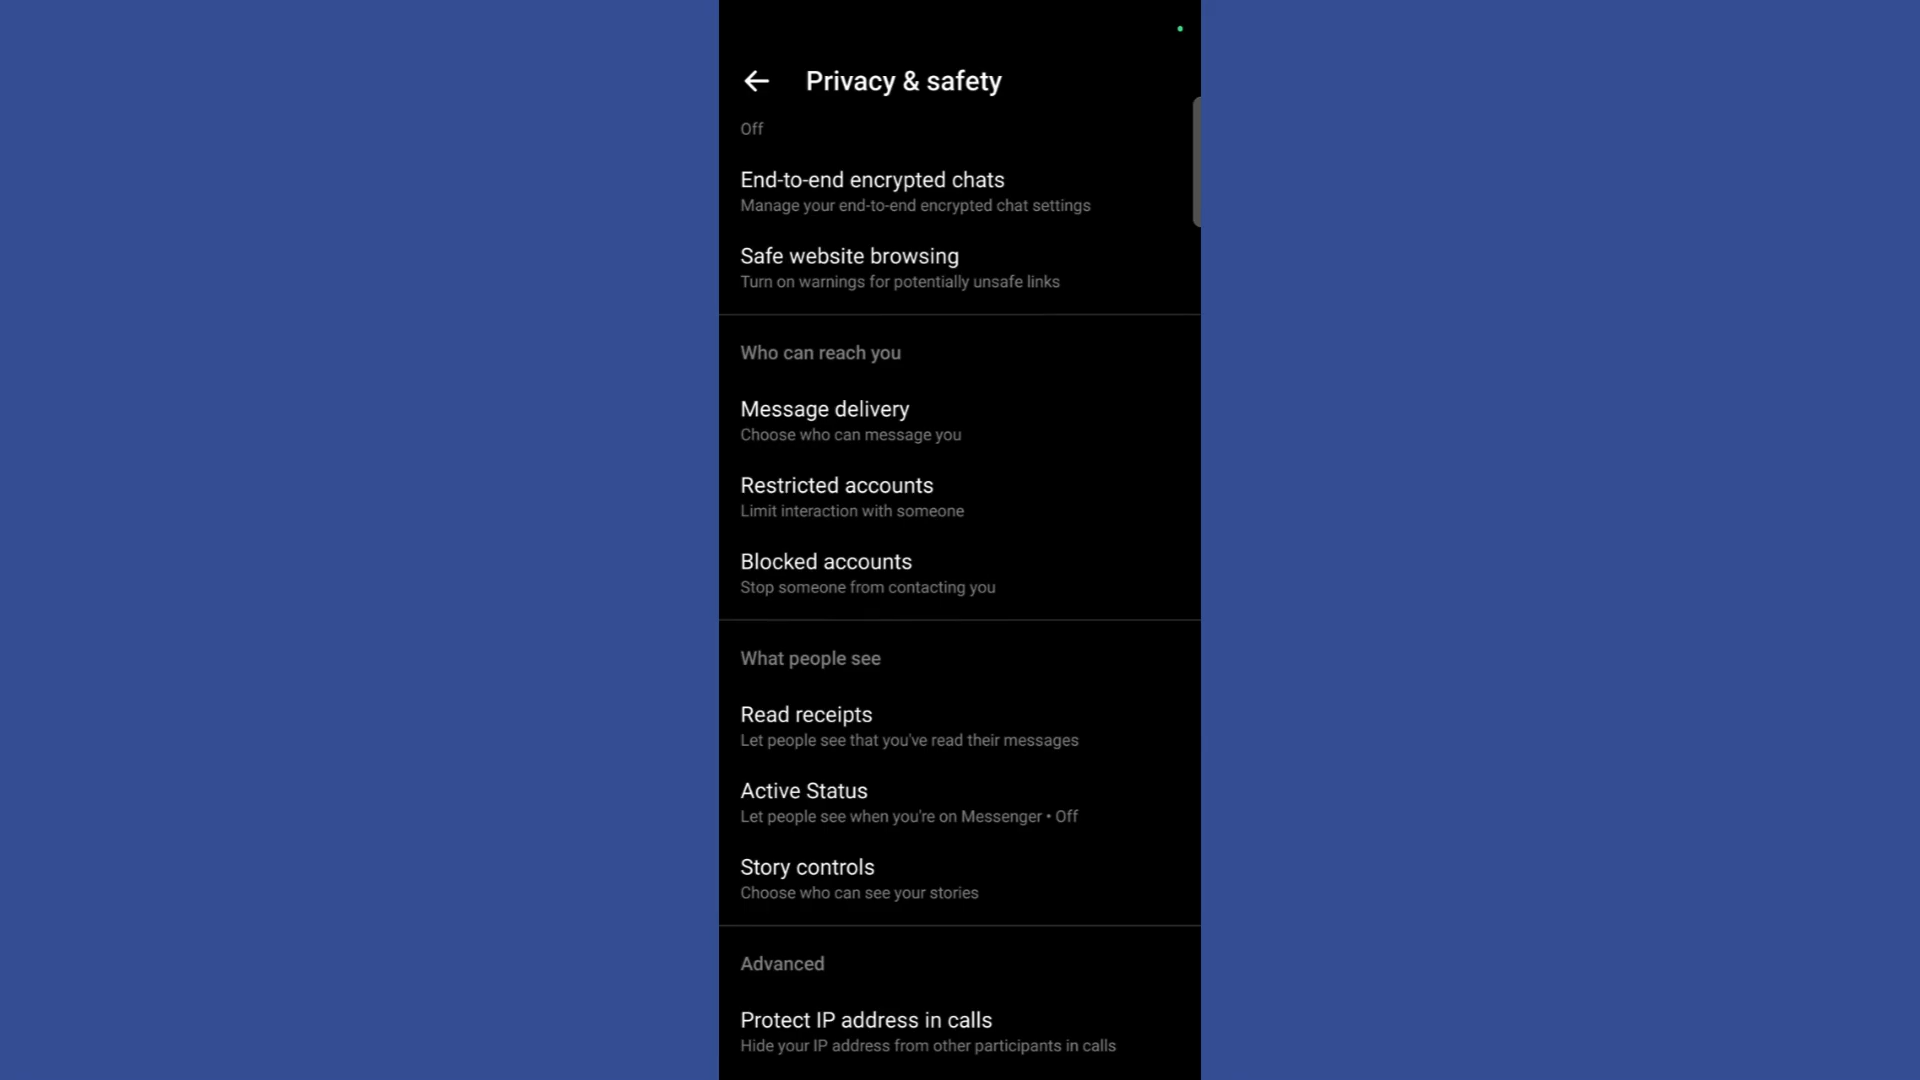 Privacy & safety
Off
End-to-end encrypted chats
Manage your end-to-end encrypted chat settings
Safe website browsing
Turn on warnings for potentially unsafe links
Who can reach you
Message delivery
Choose who can message you
Restricted accounts
Limit interaction with someone
Blocked accounts
Stop someone from contacting you
What people see
Read receipts
Let people see that you've read their messages
Active Status
Let people see when you're on Messenger • Off
Story controls
Choose who can see your stories
Advanced
Protect IP address in calls
Hide your IP address from other participants in calls